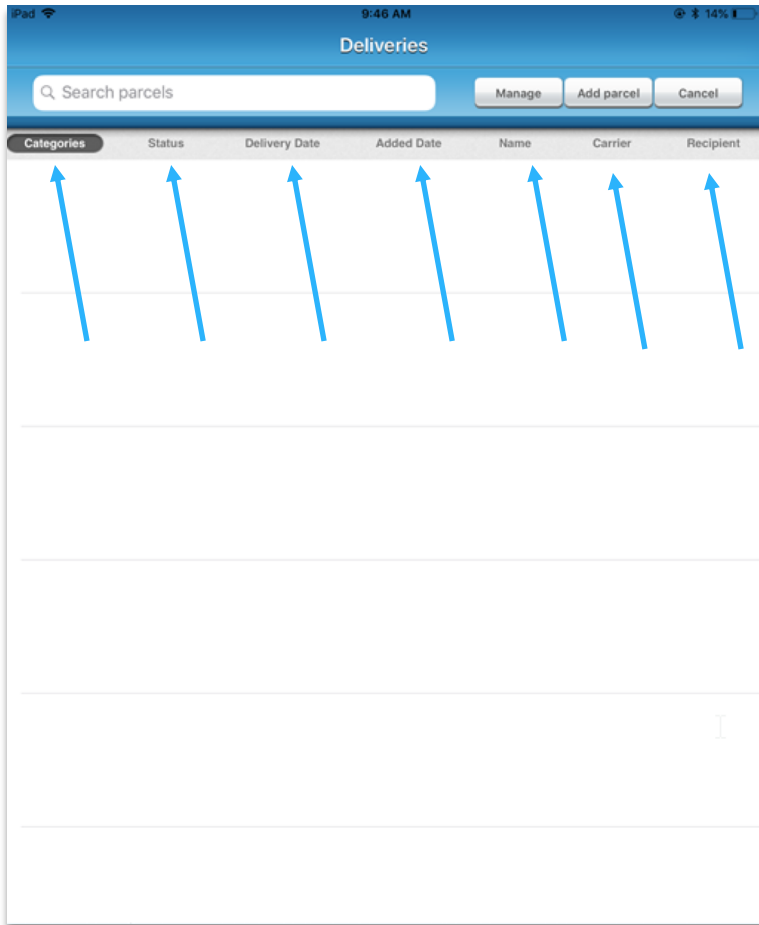 iPad 9:46 AM 14%
Deliveries
Search parcels Manage Add parcel Cancel
Categories Status Delivery Date Added Date Name Carrier Recipient